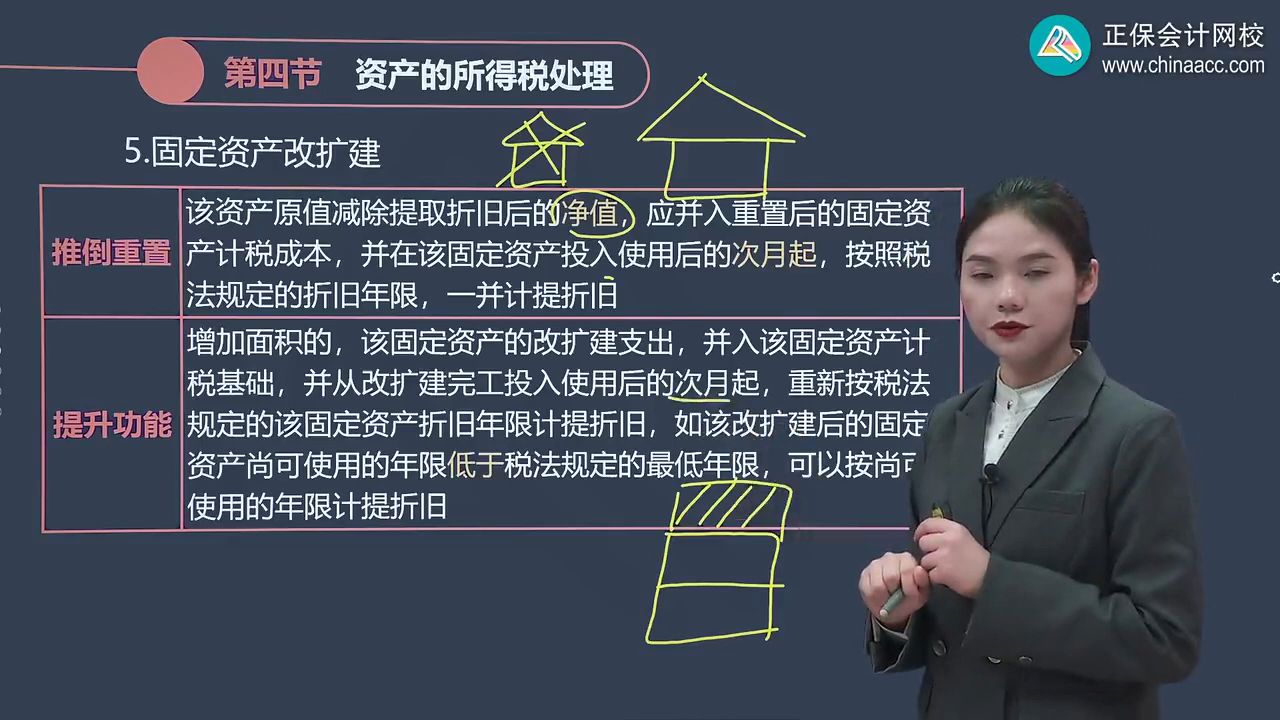 正保会计网校
www.chinaacc.com
第四节 资产的所得税处理
5.固定资产改扩建
推倒重置
该资产原值减除提取折旧后的净值，应并入重置后的固定资
产计税成本，并在该固定资产投入使用后的次月起，按照税
法规定的折旧年限，一并计提折旧
提升功能
增加面积的，该固定资产的改扩建支出，并入该固定资产计
税基础，并从改扩建完工投入使用后的次月起，重新按税法
规定的该固定资产折旧年限计提折旧，如该改扩建后的固定
资产尚可使用的年限低于税法规定的最低年限，可以按尚可
使用的年限计提折旧